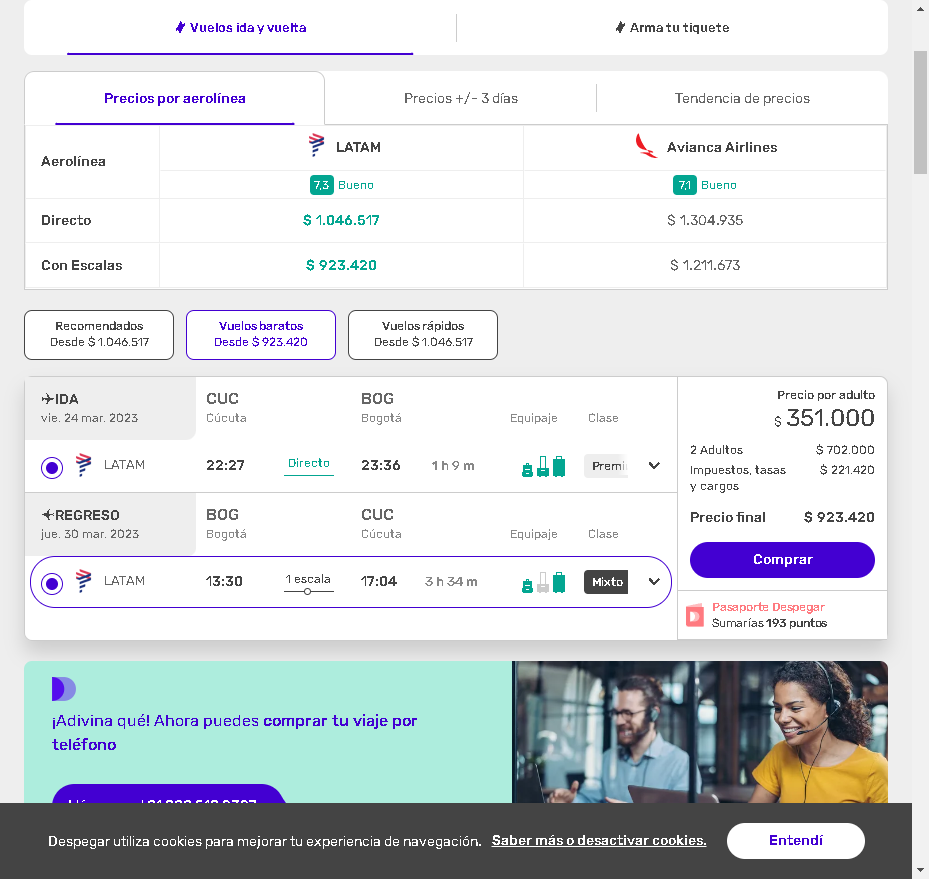 Vuelos ida y vuelta
Arma tu tiquete
Precios por aerolínea
Precios +/- 3 días
Tendencia de precios
Aerolínea
LATAM
Avianca Airlines
7,3 Bueno
7,1 Bueno
Directo
$ 1.046.517
$ 1.304.935
Con Escalas
$ 923.420
$ 1.211.673
Recomendados
Desde $ 1.046.517
Vuelos baratos
Desde $ 923.420
Vuelos rápidos
Desde $ 1.046.517
IDA
vie. 24 mar. 2023
CUC
Cúcuta
BOG
Bogotá
Equipaje
Clase
LATAM
22:27
Directo
23:36
1 h 9 m
REGRESO
jue. 30 mar. 2023
BOG
Bogotá
CUC
Cúcuta
Equipaje
Clase
LATAM
13:30
1 escala
17:04
3 h 34 m
Mixto
Precio por adulto
$ 351.000
2 Adultos $ 702.000
Impuestos, tasas $ 221.420
y cargos
Precio final $ 923.420
Comprar
Pasaporte Despegar
Sumarías 193 puntos
¡Adivina qué! Ahora puedes comprar tu viaje por
teléfono
Despegar utiliza cookies para mejorar tu experiencia de navegación. Saber más o desactivar cookies.
Entendí